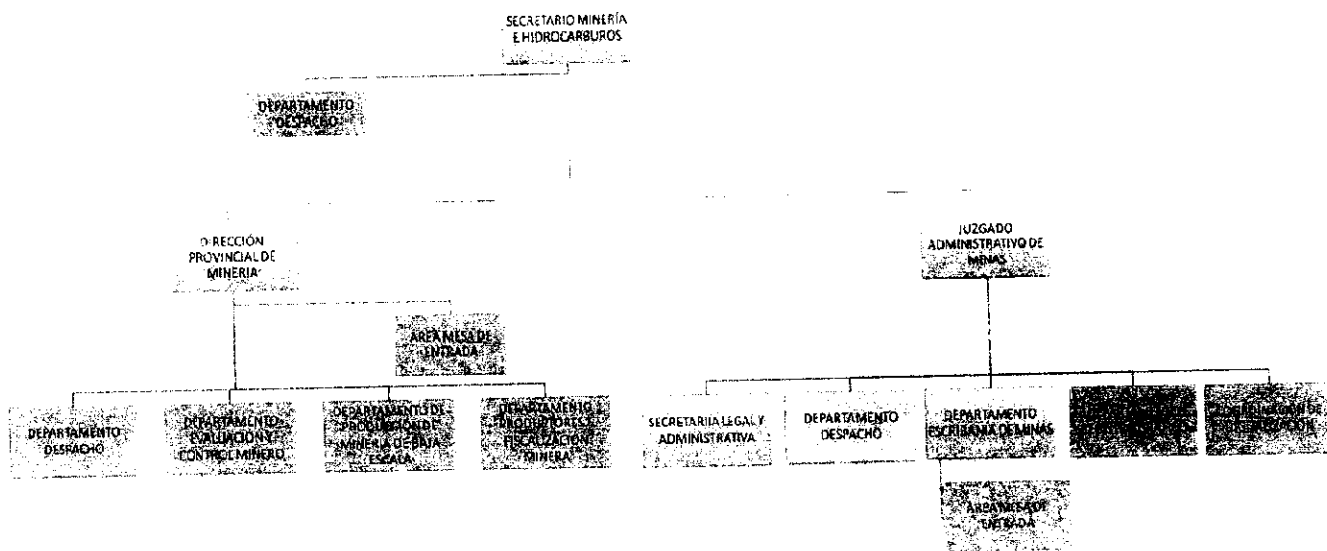 SECRETARIO MINERÍA
E HIDROCARBUROS
DEPARTAMENTO
DESPACHO
DIRECCIÓN
PROVINCIAL DE
MINERIA
JUZGADO
ADMINISTRATIVO DE
MINAS
AREA MESA DE
ENTRADA
DEPARTAMENTO
DESPACHO
DEPARTAMENTO
EVALUACION Y
CONTROL MINERO
DEPARTAMENTO DE
PRODUCCION DE
MINERIA DE BAJA
ESCALA
DEPARTAMENTO
PRODUCTORES
FISCALIZACION
MINERA
SECRETARIA LEGAL Y
ADMINISTRATIVA
DEPARTAMENTO
DESPACHO
DEPARTAMENTO
ESCRIBANIA DE MINAS
AREA MESA DE
ENTRADA